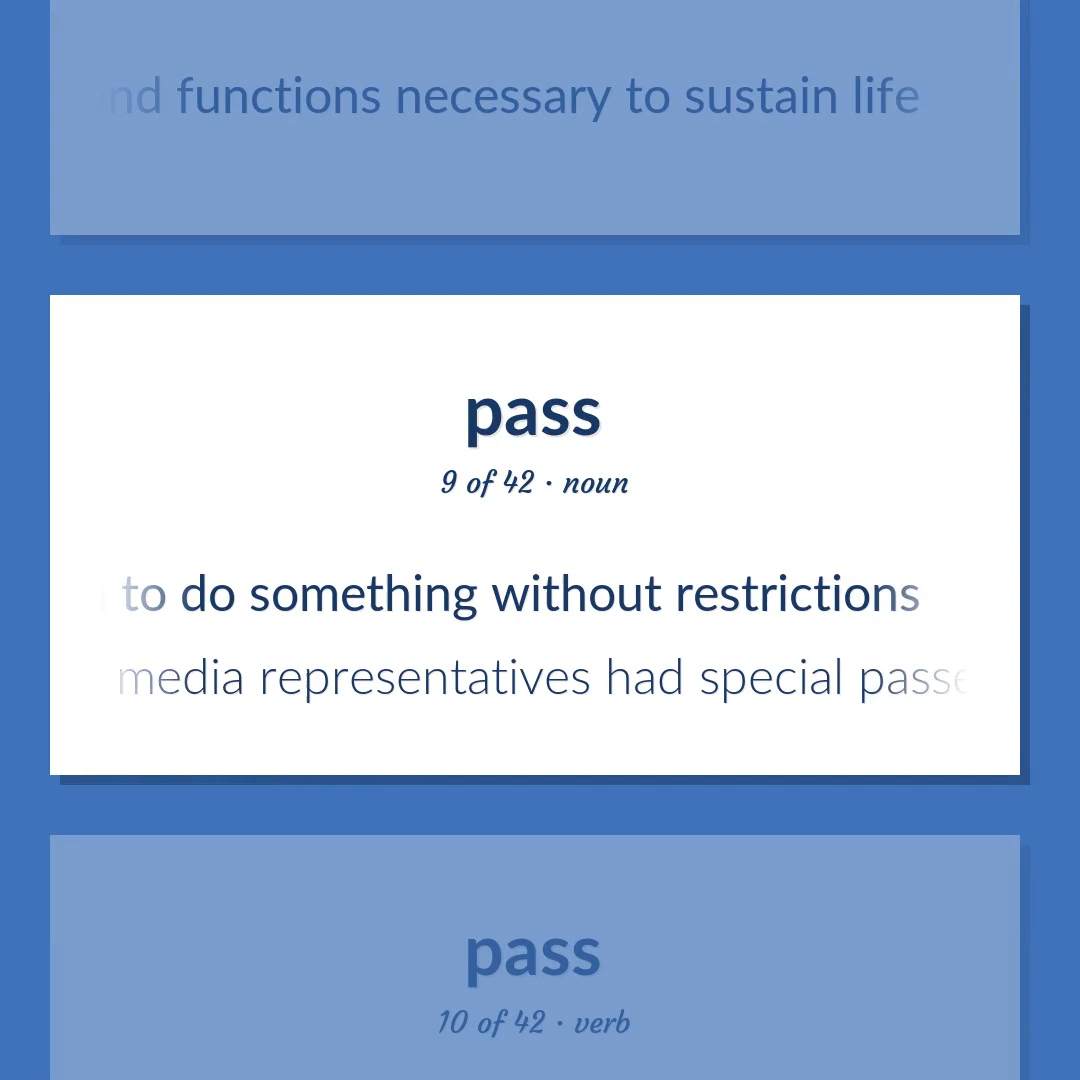 nd functions necessary to sustain life
pass
9 of 42 · noun
to do something without restrictions
media representatives had special passe
pass
10 of 42 · verb